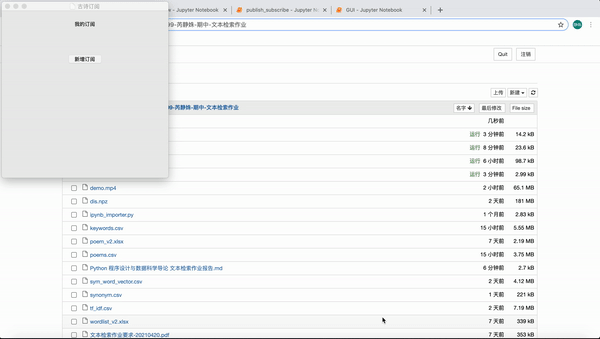 古诗订阅
我的订阅
新增订阅
- Jupyter Notebook
publish_subscribe - Jupyter Not
GUI - Jupyter Notebook
99-芮静姝-期中-文本检索作业
Quit 注销
上传 新建
99-芮静姝-期中-文本检索作业
名字 最后修改 File size
几秒前
运行 3 分钟前 14.2 kB
运行 8 分钟前 23.6 kB
运行 6 小时前 98.7 kB
运行 3 分钟前 2.99 kB
demo.mp4 2 小时前 65.1 MB
dis.npz 2 天前 181 MB
ipynb_importer.py 1 个月前 2.83 kB
keywords.csv 15 小时前 5.55 MB
poem_v2.xlsx 7 天前 2.19 MB
poems.csv 15 小时前 3.75 MB
Python 程序设计与数据科学导论 文本检索作业报告.md 6 分钟前 2.7 kB
sym_word_vector.csv 2 天前 4.12 MB
synonym.csv 1 天前 221 kB
tf_idf.csv 2 天前 7.19 MB
wordlist_v2.xlsx 7 天前 339 kB
文本检索作业要求-20210420.pdf 7 天前 353 kB